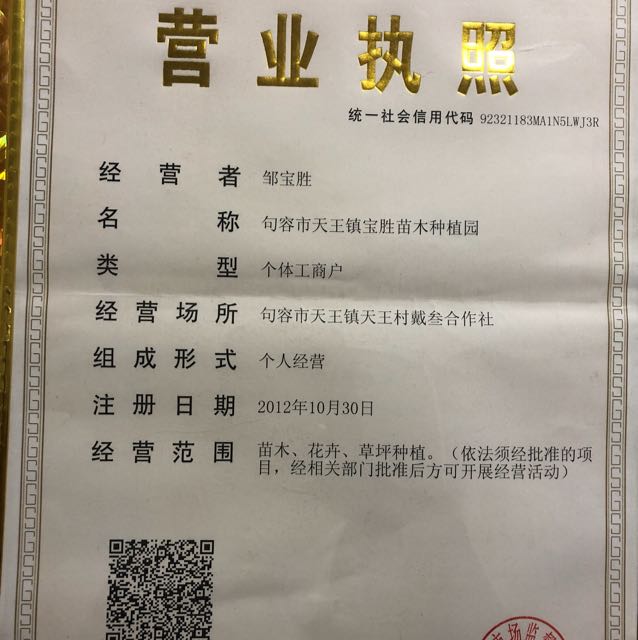 营业执照
统一社会信用代码 92321183MA1N5LWJ3R
经营者 邹宝胜
名称 句容市天王镇宝胜苗木种植园
类型 个体工商户
经营场所 句容市天王镇天王村戴叁合作社
组成形式 个人经营
注册日期 2012年10月30日
经营范围 苗木、花卉、草坪种植。（依法须经批准的项
目，经相关部门批准后方可开展经营活动）
市场监督